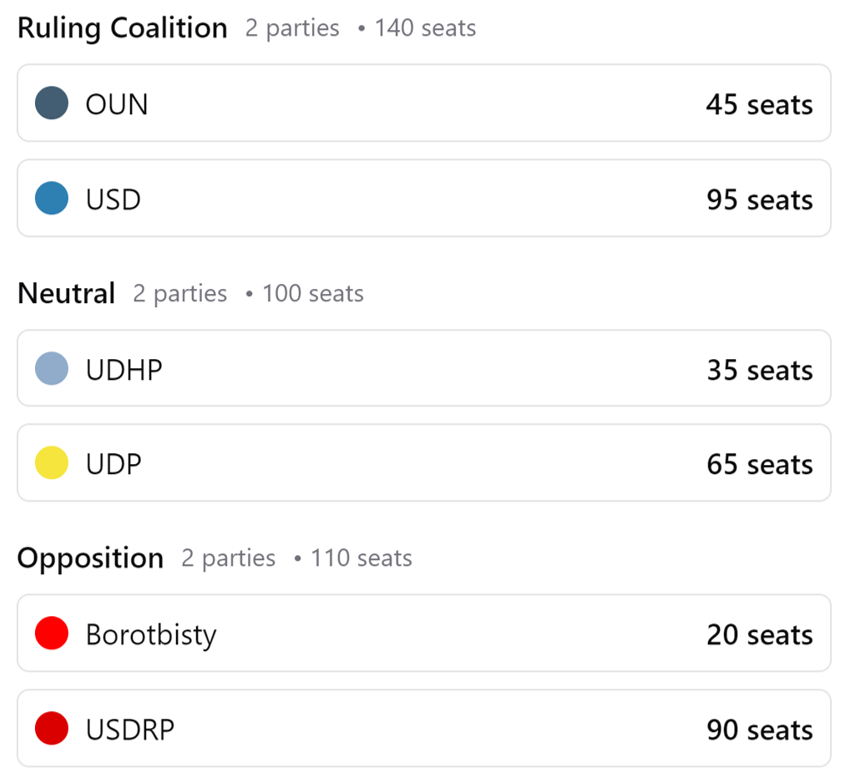 Ruling Coalition 2 parties • 140 seats
OUN 45 seats
USD 95 seats
Neutral 2 parties • 100 seats
UDHP 35 seats
UDP 65 seats
Opposition 2 parties • 110 seats
Borotbisty 20 seats
USDRP 90 seats